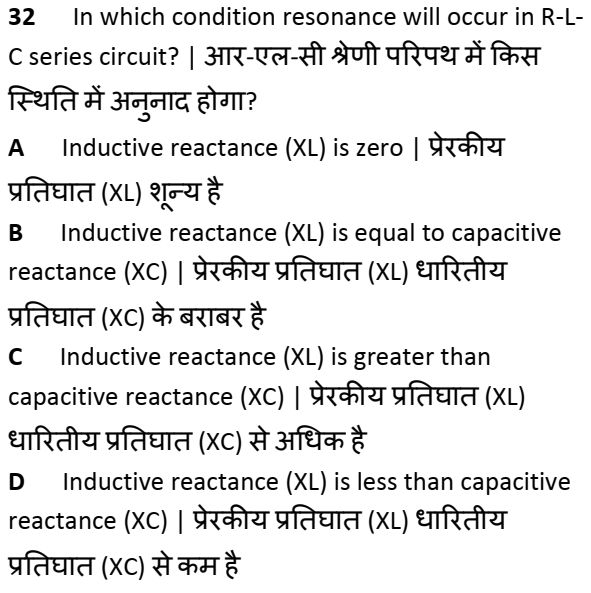 32 In which condition resonance will occur in R-L-
C series circuit? | आर-एल-सी श्रेणी परिपथ में किस
स्थिति में अनुनाद होगा?
A Inductive reactance (XL) is zero | प्रेरकीय
प्रतिघात (XL) शून्य है
B Inductive reactance (XL) is equal to capacitive
reactance (XC) | प्रेरकीय प्रतिघात (XL) धारितीय
प्रतिघात (XC) के बराबर है
C Inductive reactance (XL) is greater than
capacitive reactance (XC) | प्रेरकीय प्रतिघात (XL)
धारितीय प्रतिघात (XC) से अधिक है
D Inductive reactance (XL) is less than capacitive
reactance (XC) | प्रेरकीय प्रतिघात (XL) धारितीय
प्रतिघात (XC) से कम है